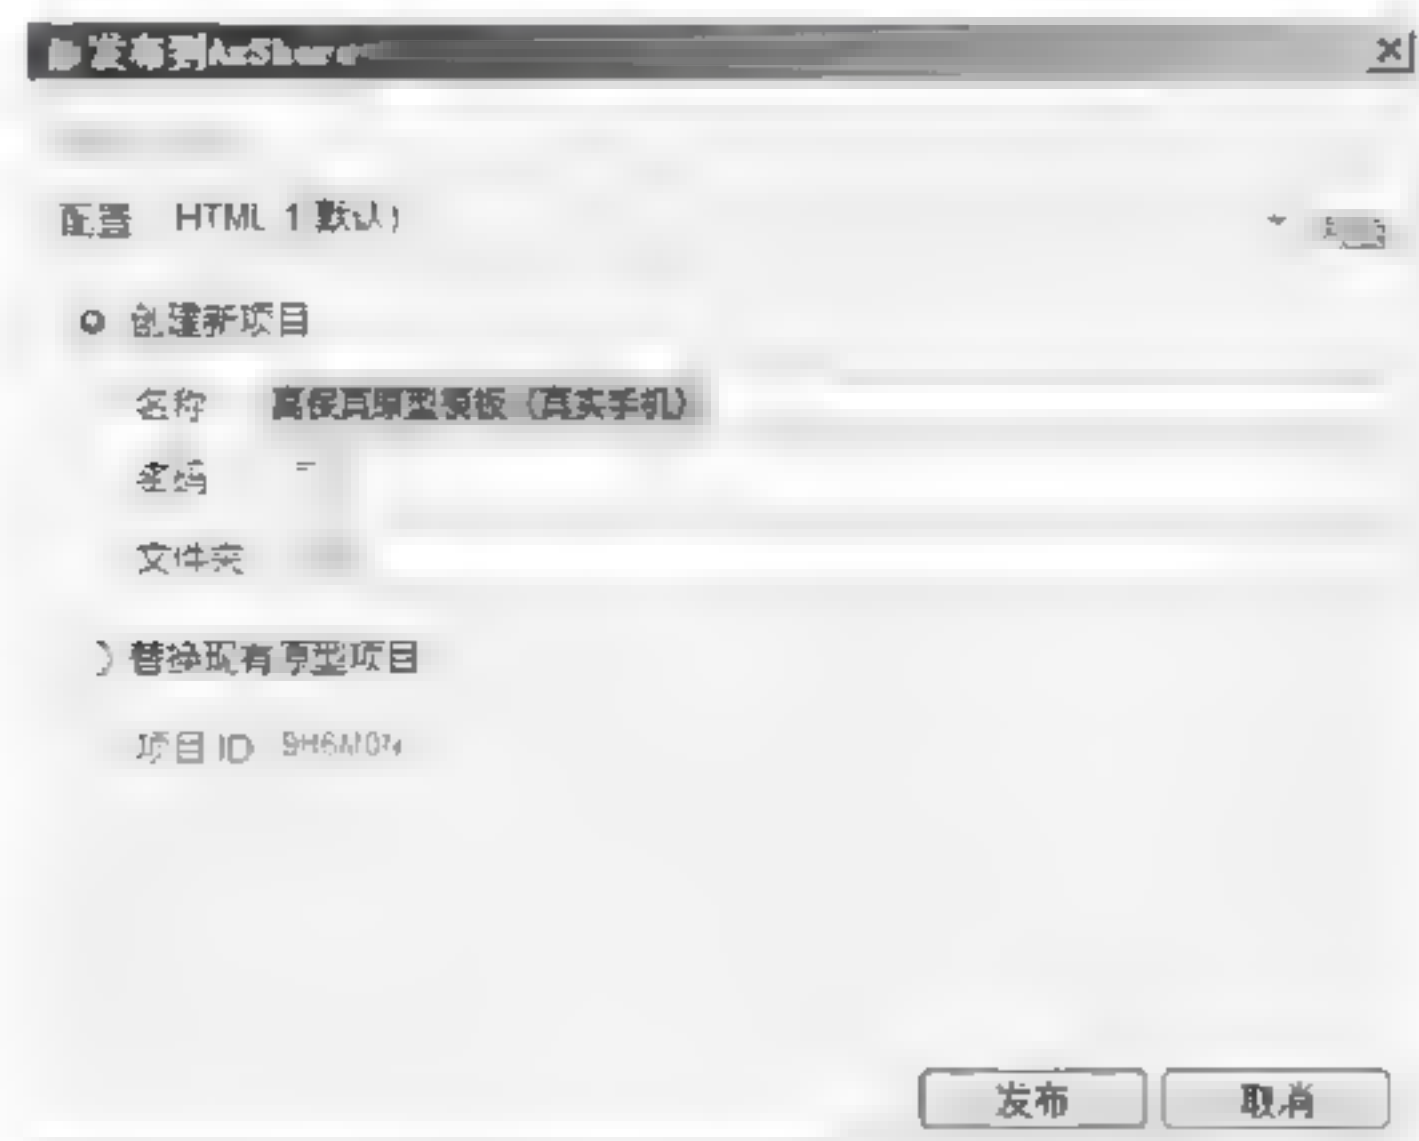 发布到AxShare
配置 HTML 1 默认)
创建新项目
名称 高保真原型模板 (真实手机)
密码
文件夹
替换现有原型项目
项目 ID
发布 取消